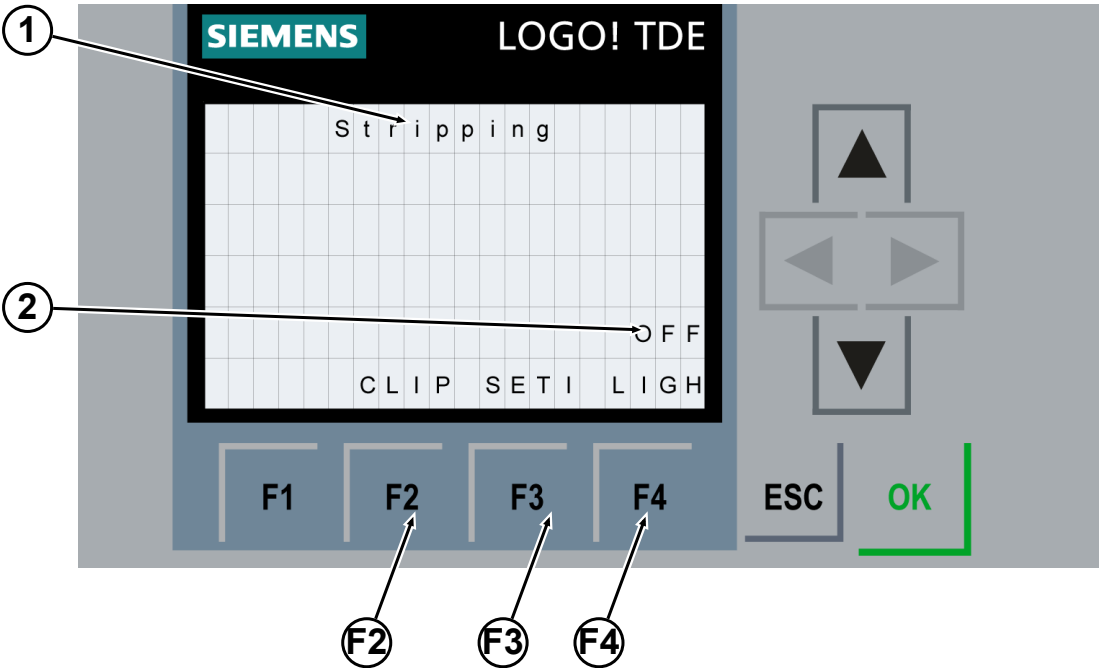 1
SIEMENS LOGO! TDE
Stripping
2
OFF
CLIP SETI LIGH
F1 F2 F3 F4 ESC OK
F2 F3 F4